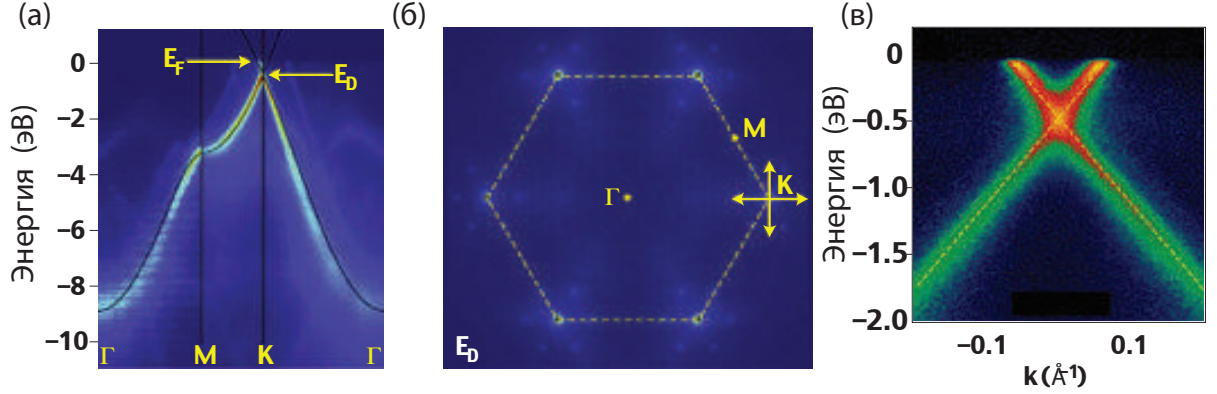 (а)
Энергия (эВ)
0
−2
−4
−6
−8
−10
E_F
E_D
Γ
M
K
Γ
(б)
M
K
Γ
E_D
(в)
Энергия (эВ)
0
−0.5
−1.0
−1.5
−2.0
−0.1
0.1
k (Å⁻¹)